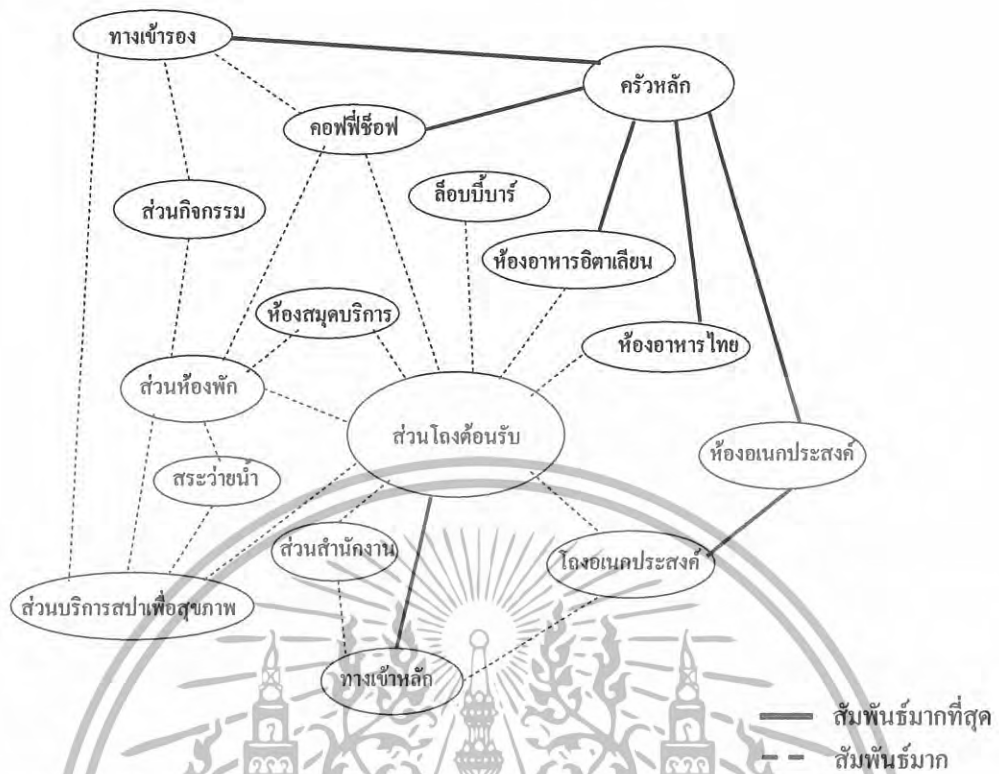 ทางเข้ารอง
ครัวหลัก
คอฟฟี่ช็อฟ
ล็อบบี้บาร์
ส่วนกิจกรรม
ห้องอาหารอิตาเลียน
ห้องสมุดบริการ
ห้องอาหารไทย
ส่วนห้องพัก
ส่วนโถงต้อนรับ
ห้องอเนกประสงค์
สระว่ายน้ำ
ส่วนสำนักงาน
โถงอเนกประสงค์
ส่วนบริการสปาเพื่อสุขภาพ
ทางเข้าหลัก
สัมพันธ์มากที่สุด
สัมพันธ์มาก